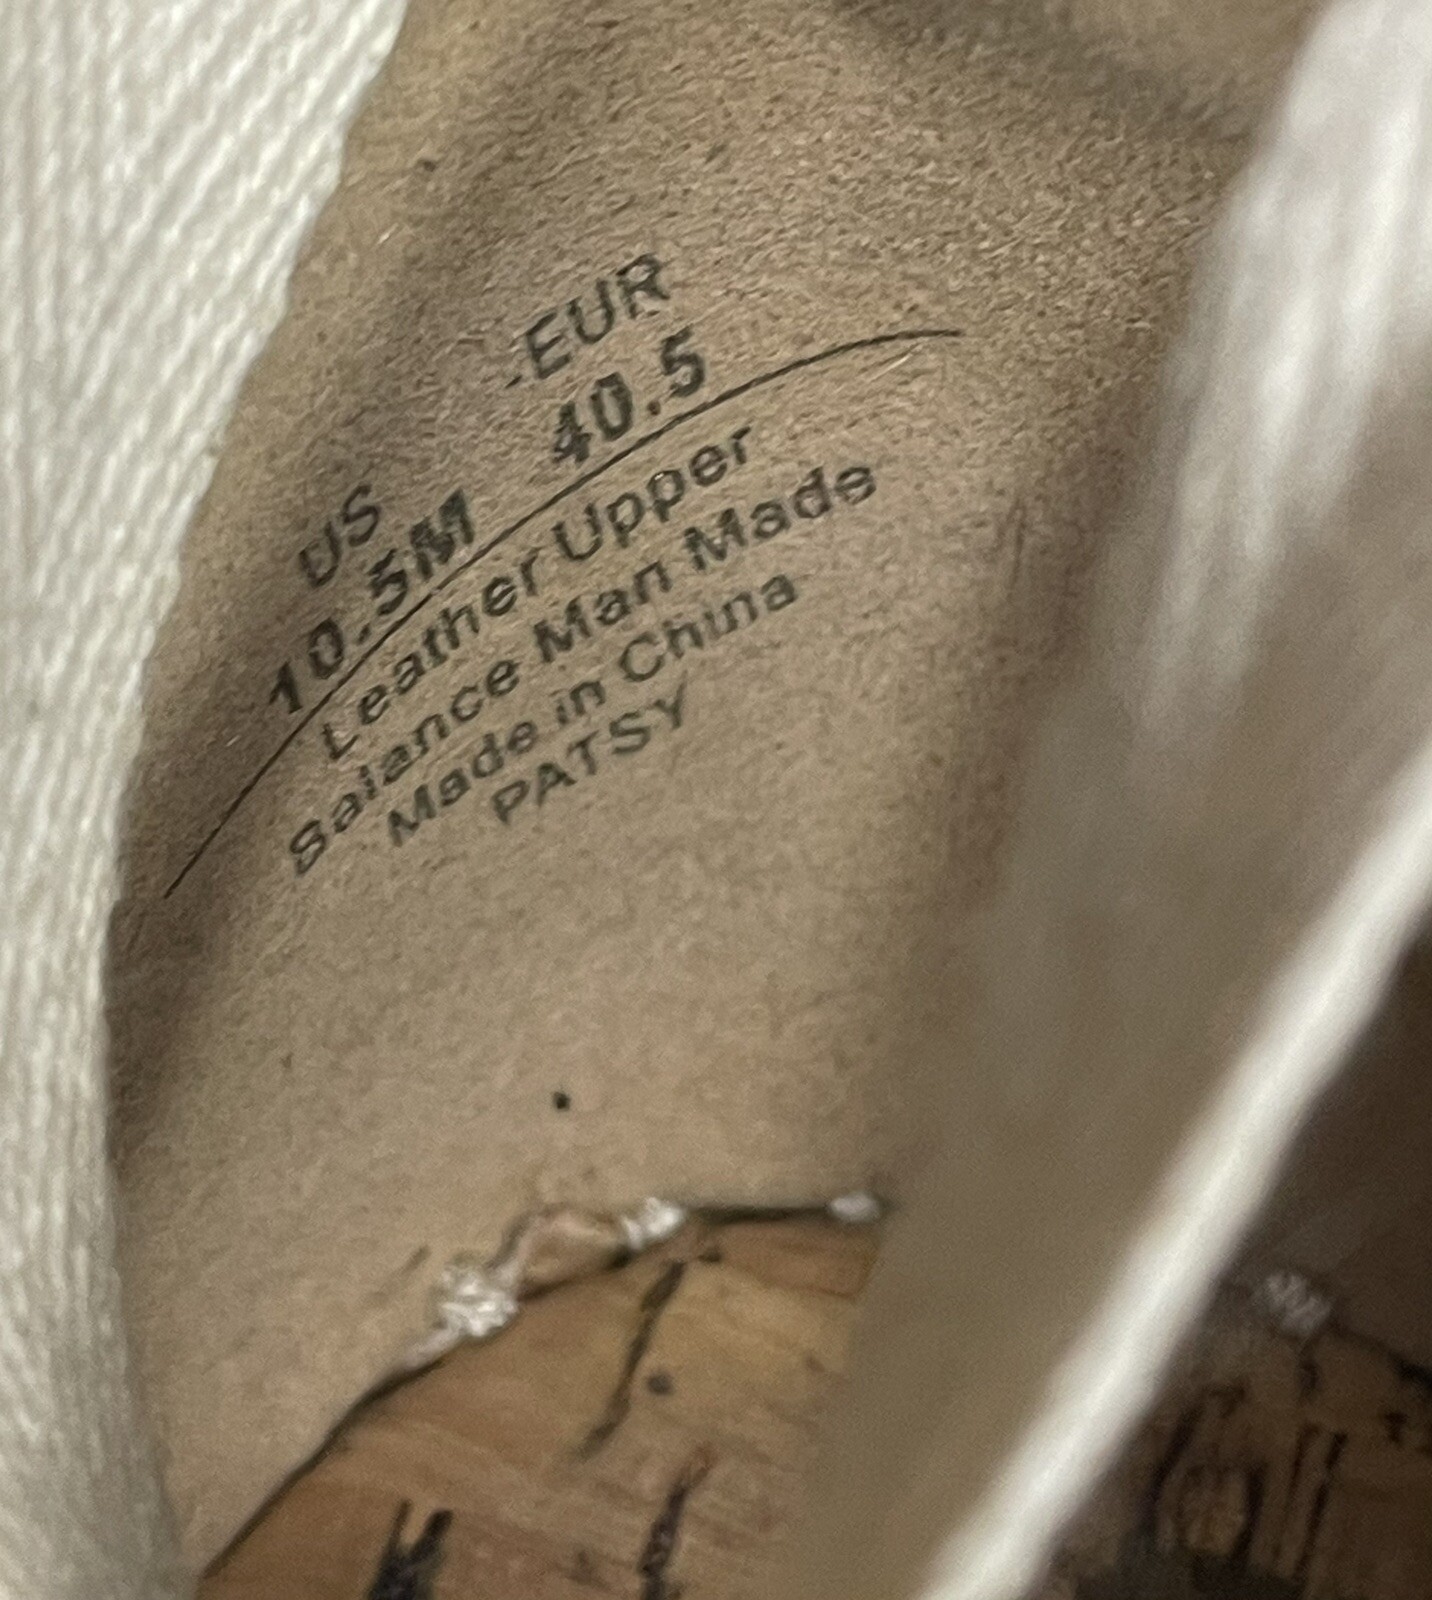 US EUR
10.5M 40.5
Leather Upper
Balance Man Made
Made in China
PATSY